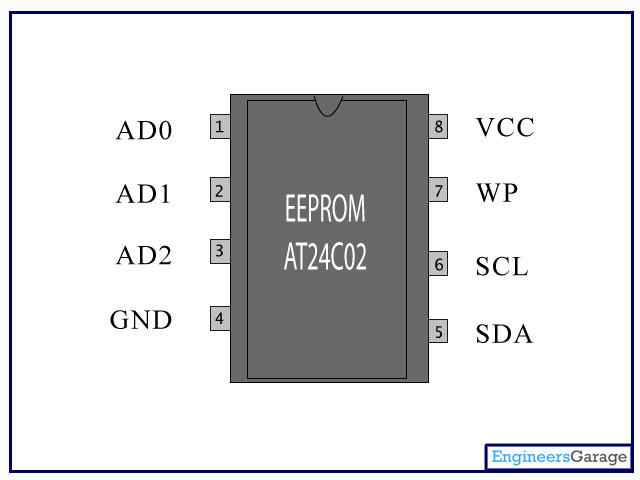 AD0 1 8 VCC
AD1 2 7 WP
EEPROM
AT24C02
AD2 3 6 SCL
GND 4 5 SDA
EngineersGarage